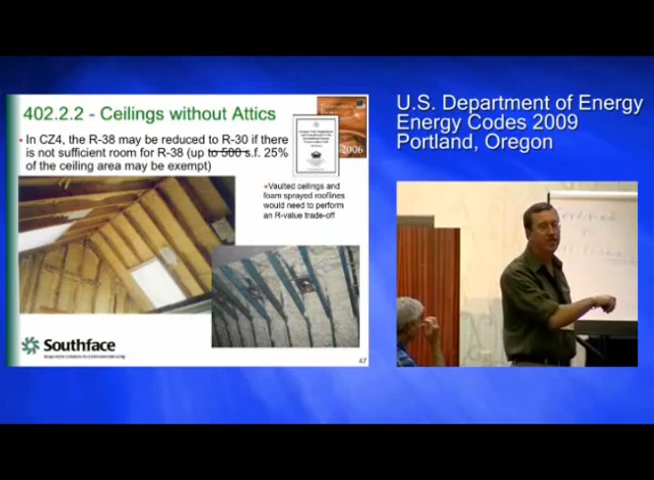 402.2.2 - Ceilings without Attics
• In CZ4, the R-38 may be reduced to R-30 if there
is not sufficient room for R-38 (up to 500 s.f. 25%
of the ceiling area may be exempt)
2006
• Vaulted ceilings and
foam sprayed rooflines
would need to perform
an R-value trade-off
Southface
47
U.S. Department of Energy
Energy Codes 2009
Portland, Oregon